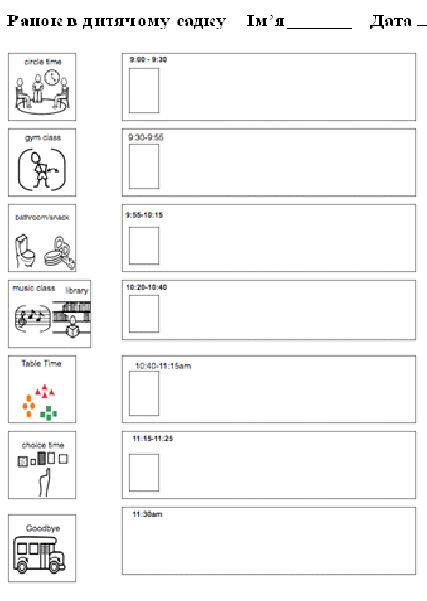 Ранок в дитячому садку Ім’я_______ Дата _
circle time
9:00 - 9:30
gym class
9:30-9:55
bathroom/snack
9:55-10:15
music class library
10:20-10:40
Table Time
10:40-11:15am
choice time
11:15-11:25
Goodbye
11:30am